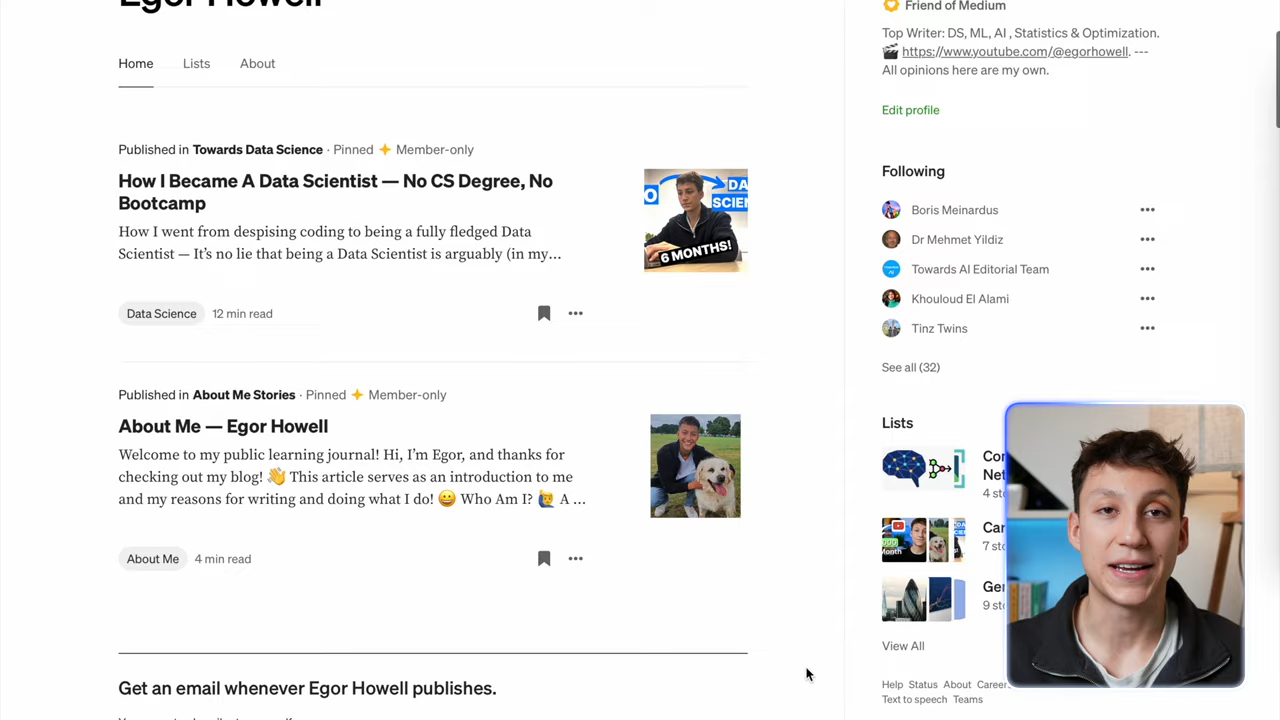 Egor Howell
Home Lists About
Published in Towards Data Science · Pinned Member-only
How I Became A Data Scientist — No CS Degree, No
Bootcamp
How I went from despising coding to being a fully fledged Data
Scientist — It’s no lie that being a Data Scientist is arguably (in my…
Data Science 12 min read
6 MONTHS!
Published in About Me Stories · Pinned Member-only
About Me — Egor Howell
Welcome to my public learning journal! Hi, I’m Egor, and thanks for
checking out my blog! 👋 This article serves as an introduction to me
and my reasons for writing and doing what I do! 😀 Who Am I? 🙋‍♂️ A …
About Me 4 min read
Get an email whenever Egor Howell publishes.
Friend of Medium
Top Writer: DS, ML, AI , Statistics & Optimization.
🎬 https://www.youtube.com/@egorhowell. ---
All opinions here are my own.
Edit profile
Following
Boris Meinardus
Dr Mehmet Yildiz
Towards AI Editorial Team
Khouloud El Alami
Tinz Twins
See all (32)
Lists
4
7
9
View All
Help Status About Careers
Text to speech Teams